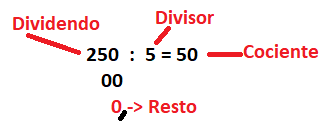 Dividendo
Divisor
250 : 5 = 50
Cociente
00
0 -> Resto